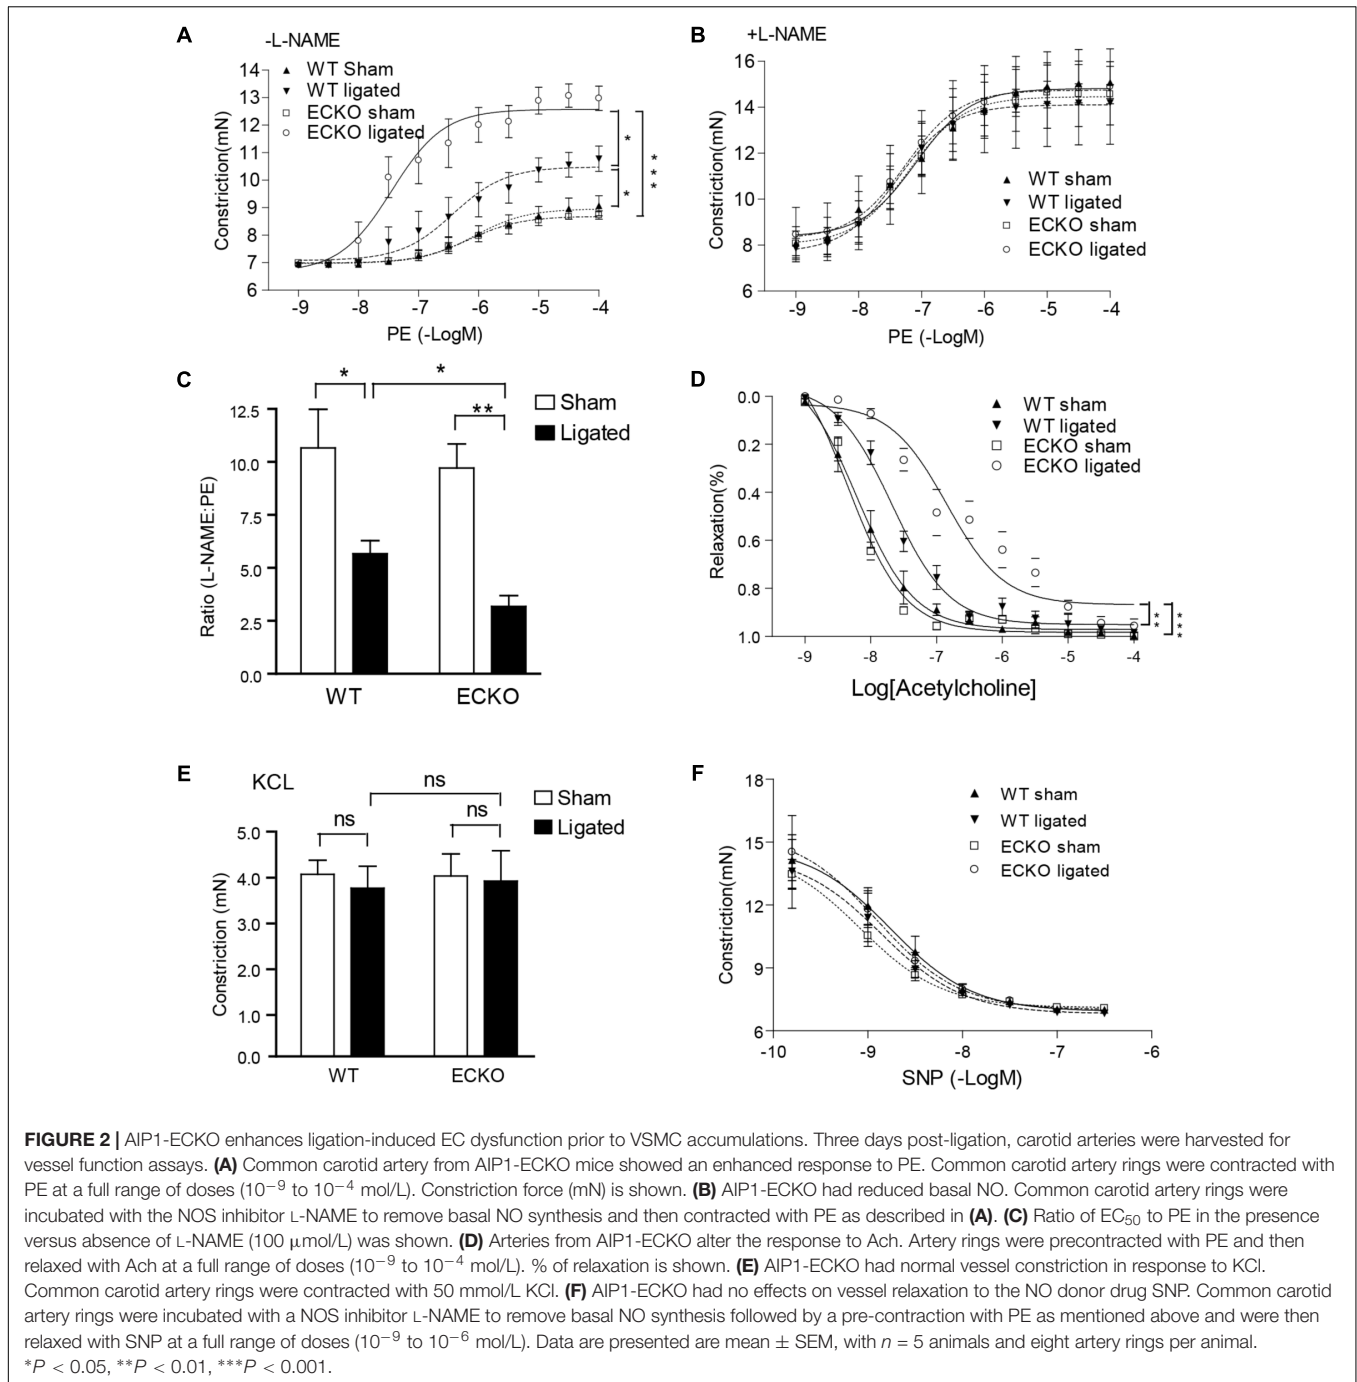 A
-L-NAME
WT Sham
WT ligated
ECKO sham
ECKO ligated
Constriction(mN)
14
13
12
11
10
9
8
7
6
-9
-8
-7
-6
-5
-4
PE (-LogM)
*
*
***
B
+L-NAME
Constriction(mN)
16
14
12
10
8
6
WT sham
WT ligated
ECKO sham
ECKO ligated
-9
-8
-7
-6
-5
-4
PE (-LogM)
C
*
*
**
Sham
Ligated
Ratio (L-NAME:PE)
12.5
10.0
7.5
5.0
2.5
0.0
WT
ECKO
D
WT sham
WT ligated
ECKO sham
ECKO ligated
Relaxation(%)
0.0
0.2
0.4
0.6
0.8
1.0
-9
-8
-7
-6
-5
-4
Log[Acetylcholine]
**
***
E
KCL
ns
ns
ns
Sham
Ligated
Constriction (mN)
5.0
4.0
3.0
2.0
1.0
0.0
WT
ECKO
F
WT sham
WT ligated
ECKO sham
ECKO ligated
Constriction(mN)
18
15
12
9
6
-10
-9
-8
-7
-6
SNP (-LogM)
FIGURE 2 | AIP1-ECKO enhances ligation-induced EC dysfunction prior to VSMC accumulations. Three days post-ligation, carotid arteries were harvested for
vessel function assays. (A) Common carotid artery from AIP1-ECKO mice showed an enhanced response to PE. Common carotid artery rings were contracted with
PE at a full range of doses (10⁻⁹ to 10⁻⁴ mol/L). Constriction force (mN) is shown. (B) AIP1-ECKO had reduced basal NO. Common carotid artery rings were
incubated with the NOS inhibitor L-NAME to remove basal NO synthesis and then contracted with PE as described in (A). (C) Ratio of EC₅₀ to PE in the presence
versus absence of L-NAME (100 μmol/L) was shown. (D) Arteries from AIP1-ECKO alter the response to Ach. Artery rings were precontracted with PE and then
relaxed with Ach at a full range of doses (10⁻⁹ to 10⁻⁴ mol/L). % of relaxation is shown. (E) AIP1-ECKO had normal vessel constriction in response to KCl.
Common carotid artery rings were contracted with 50 mmol/L KCl. (F) AIP1-ECKO had no effects on vessel relaxation to the NO donor drug SNP. Common carotid
artery rings were incubated with a NOS inhibitor L-NAME to remove basal NO synthesis followed by a pre-contraction with PE as mentioned above and were then
relaxed with SNP at a full range of doses (10⁻⁹ to 10⁻⁶ mol/L). Data are presented are mean ± SEM, with n = 5 animals and eight artery rings per animal.
*P < 0.05, **P < 0.01, ***P < 0.001.